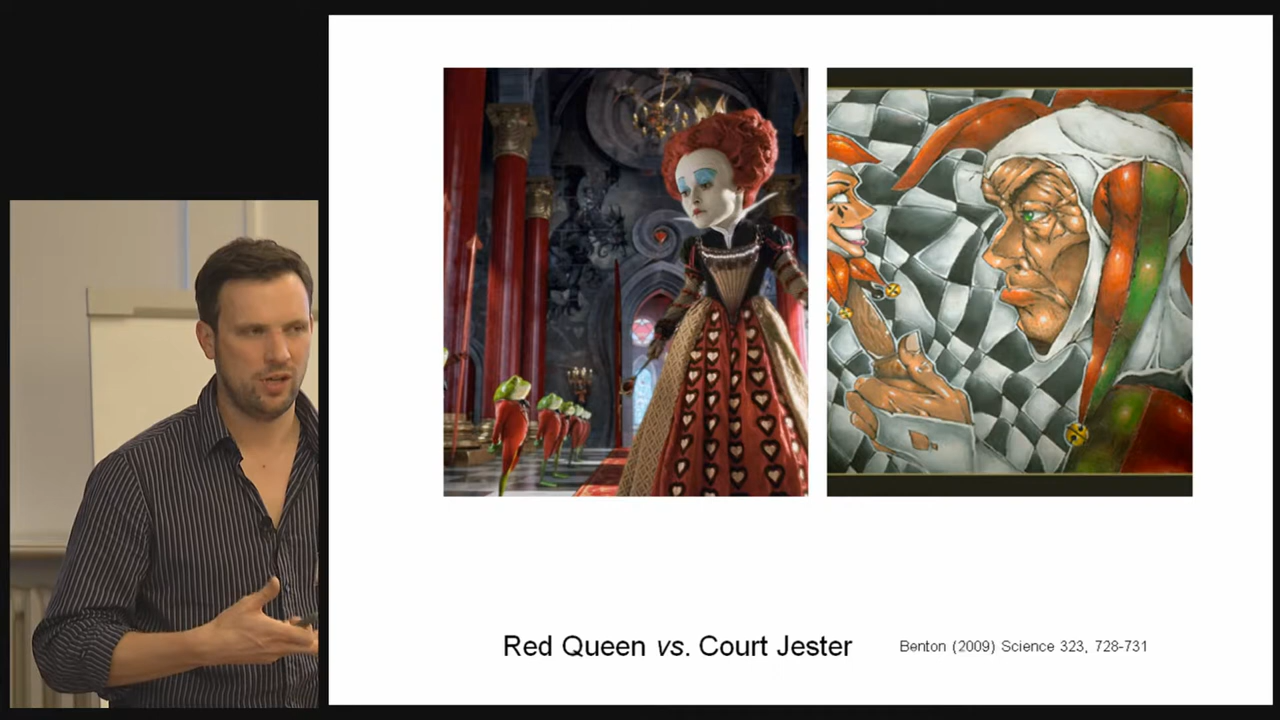 Red Queen vs. Court Jester
Benton (2009) Science 323, 728-731